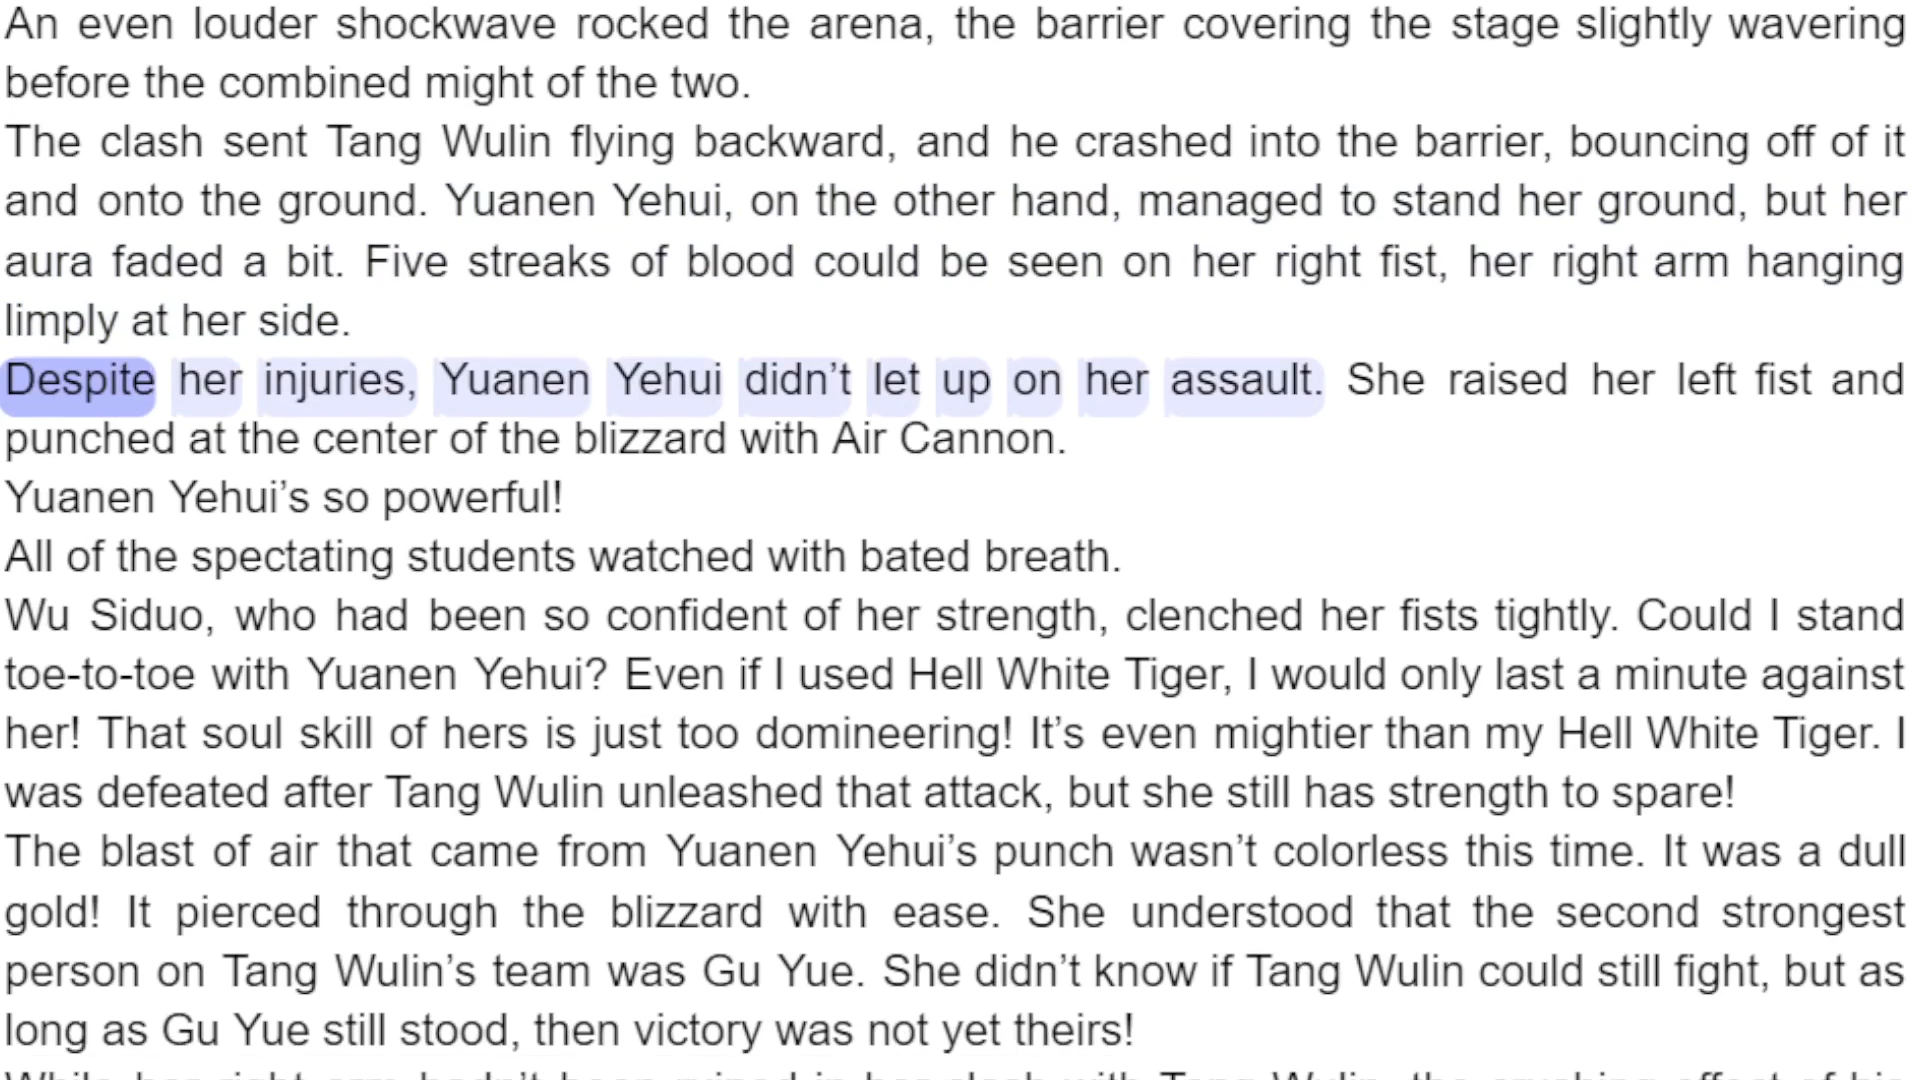 An even louder shockwave rocked the arena, the barrier covering the stage slightly wavering
before the combined might of the two.
The clash sent Tang Wulin flying backward, and he crashed into the barrier, bouncing off of it
and onto the ground. Yuanen Yehui, on the other hand, managed to stand her ground, but her
aura faded a bit. Five streaks of blood could be seen on her right fist, her right arm hanging
limply at her side.
Despite her injuries, Yuanen Yehui didn’t let up on her assault. She raised her left fist and
punched at the center of the blizzard with Air Cannon.
Yuanen Yehui’s so powerful!
All of the spectating students watched with bated breath.
Wu Siduo, who had been so confident of her strength, clenched her fists tightly. Could I stand
toe-to-toe with Yuanen Yehui? Even if I used Hell White Tiger, I would only last a minute against
her! That soul skill of hers is just too domineering! It’s even mightier than my Hell White Tiger. I
was defeated after Tang Wulin unleashed that attack, but she still has strength to spare!
The blast of air that came from Yuanen Yehui’s punch wasn’t colorless this time. It was a dull
gold! It pierced through the blizzard with ease. She understood that the second strongest
person on Tang Wulin’s team was Gu Yue. She didn’t know if Tang Wulin could still fight, but as
long as Gu Yue still stood, then victory was not yet theirs!